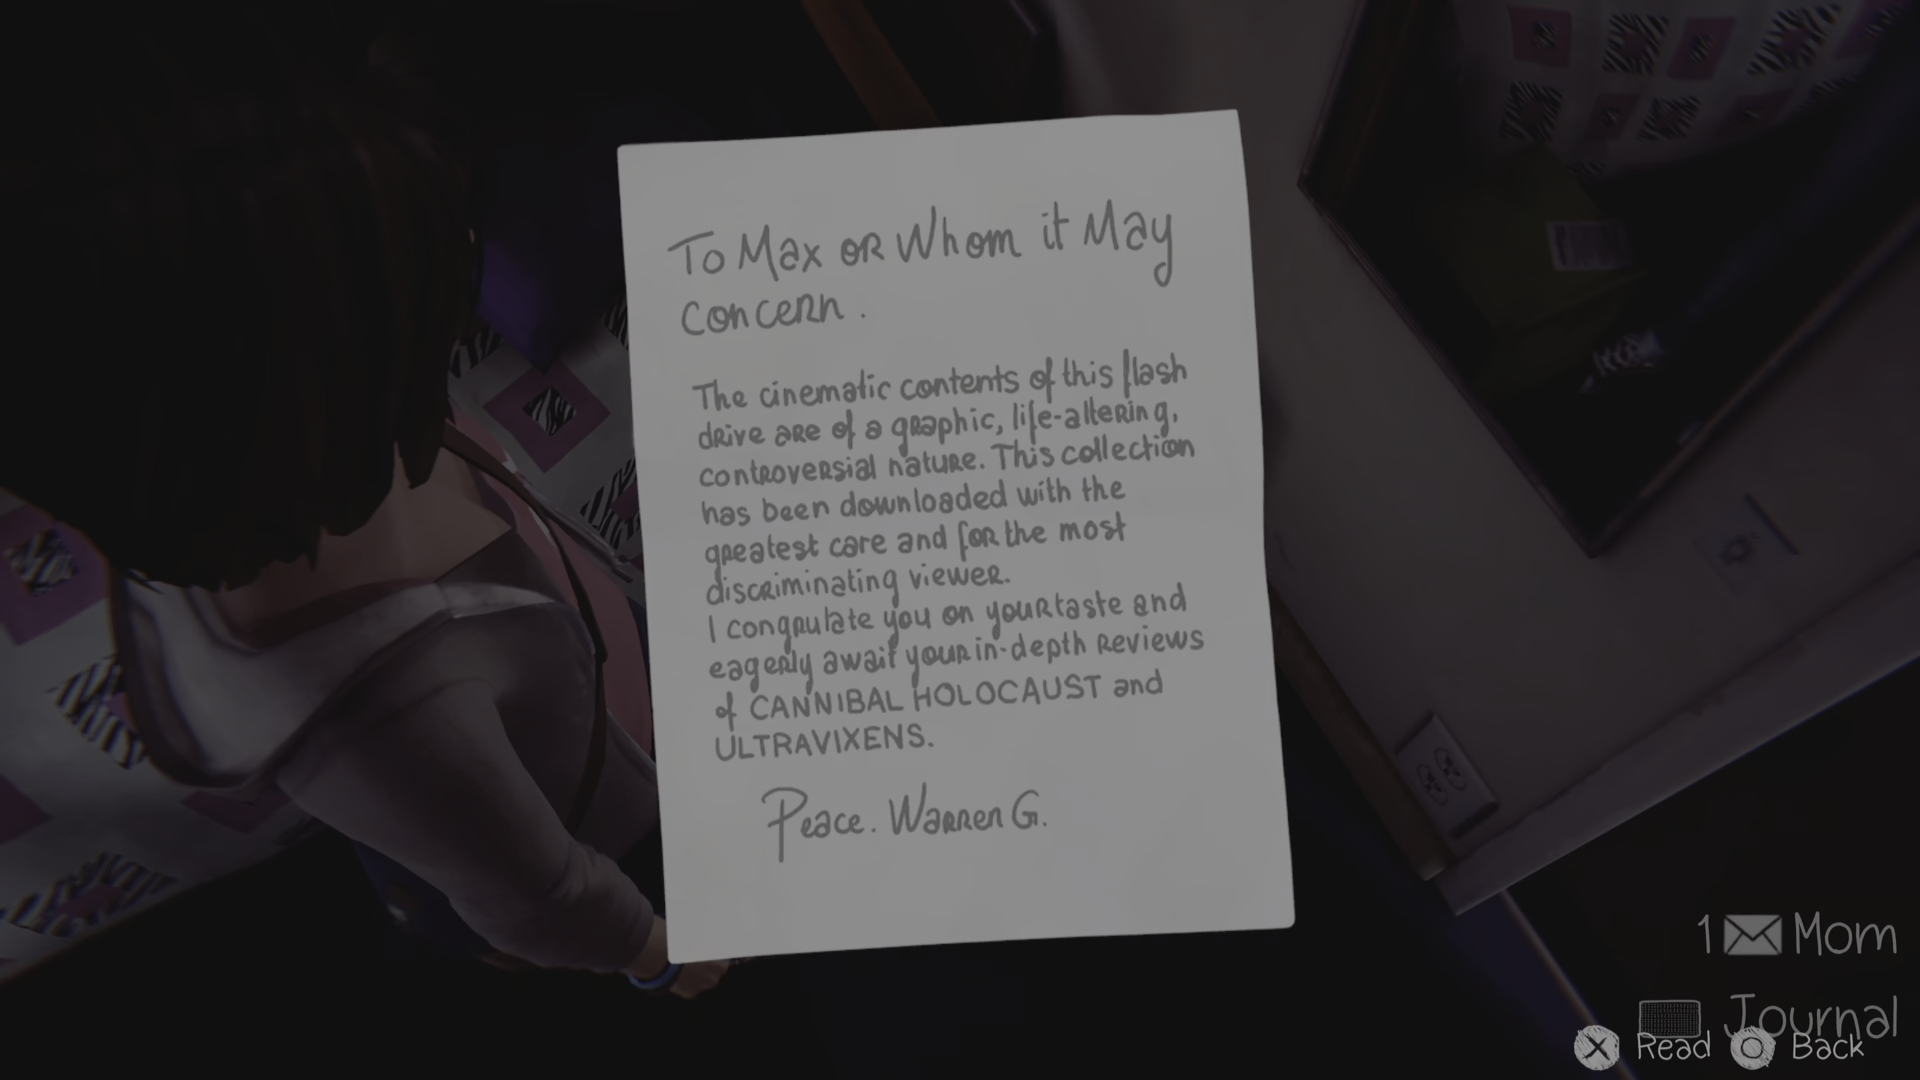 To Max or Whom it May
Concern.
The cinematic contents of this flash
drive are of a graphic, life-altering,
controversial nature. This collection
has been downloaded with the
greatest care and for the most
discriminating viewer.
I congrulate you on your taste and
eagerly await your in-depth reviews
of CANNIBAL HOLOCAUST and
ULTRAVIXENS.
Peace. Warren G.
1 Mom
Journal
Read Back